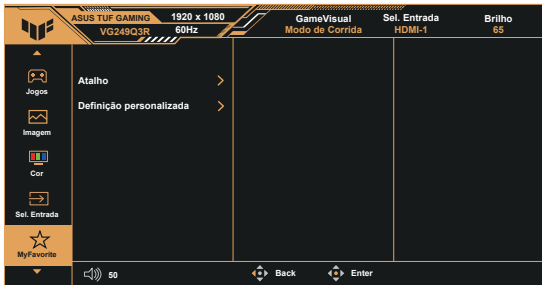 ASUS TUF GAMING 1920 x 1080 GameVisual Sel. Entrada Brilho
VG249Q3R 60Hz Modo de Corrida HDMI-1 65
Jogos
Atalho
Definição personalizada
Imagem
Cor
Sel. Entrada
MyFavorite
50 Back Enter